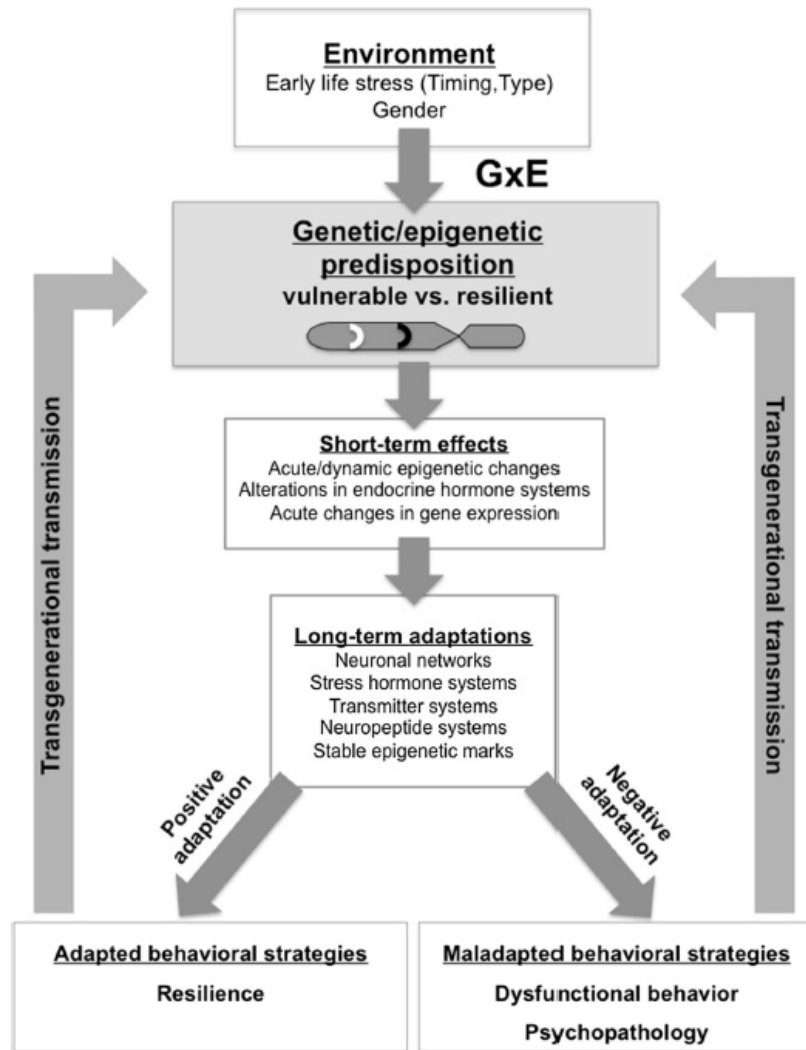 Environment
Early life stress (Timing,Type)
Gender
GxE
Genetic/epigenetic
predisposition
vulnerable vs. resilient
Transgenerational transmission
Transgenerational transmission
Short-term effects
Acute/dynamic epigenetic changes
Alterations in endocrine hormone systems
Acute changes in gene expression
Long-term adaptations
Neuronal networks
Stress hormone systems
Transmitter systems
Neuropeptide systems
Stable epigenetic marks
Positive
adaptation
Negative
adaptation
Adapted behavioral strategies
Resilience
Maladapted behavioral strategies
Dysfunctional behavior
Psychopathology